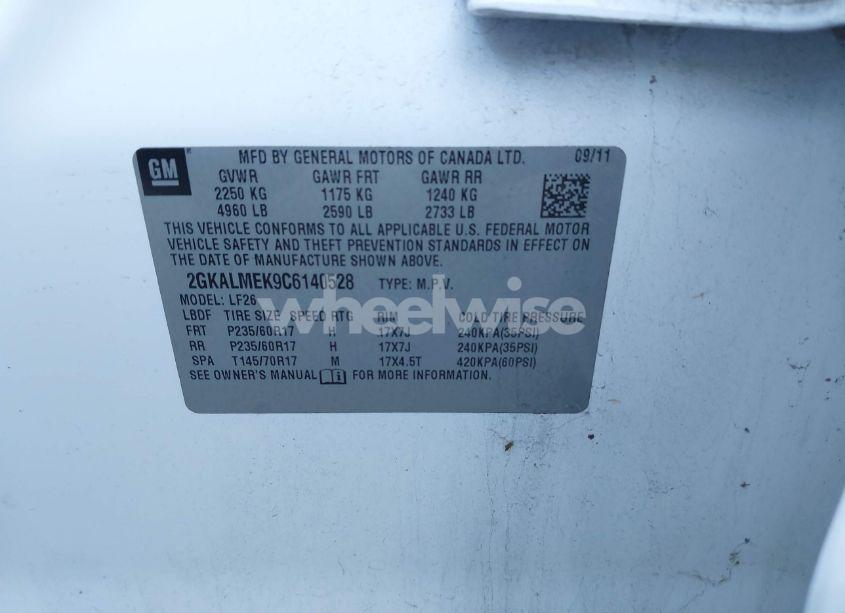 GM
MFD BY GENERAL MOTORS OF CANADA LTD. 09/11
GVWR GAWR FRT GAWR RR
2250 KG 1175 KG 1240 KG
4960 LB 2590 LB 2733 LB
THIS VEHICLE CONFORMS TO ALL APPLICABLE U.S. FEDERAL MOTOR
VEHICLE SAFETY AND THEFT PREVENTION STANDARDS IN EFFECT ON
THE DATE OF MANUFACTURE SHOWN ABOVE.
2GKALMEK9C6140528 TYPE: M.P.V.
wheelwise
MODEL: LF26
LBDF TIRE SIZE SPEED RTG RIM COLD TIRE PRESSURE
FRT P235/60R17 H 17X7J 240KPA(35PSI)
RR P235/60R17 H 17X7J 240KPA(35PSI)
SPA T145/70R17 M 17X4.5T 420KPA(60PSI)
SEE OWNER'S MANUAL FOR MORE INFORMATION.